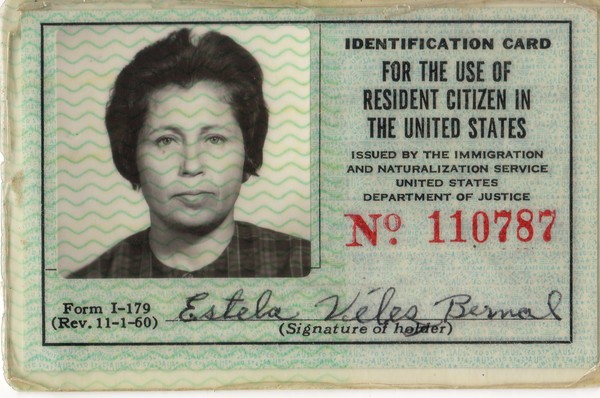 IDENTIFICATION CARD
FOR THE USE OF
RESIDENT CITIZEN IN
THE UNITED STATES
ISSUED BY THE IMMIGRATION
AND NATURALIZATION SERVICE
UNITED STATES
DEPARTMENT OF JUSTICE
Nº 110787
Form I-179
(Rev. 11-1-60)
Estela Véles Bernal
(Signature of holder)